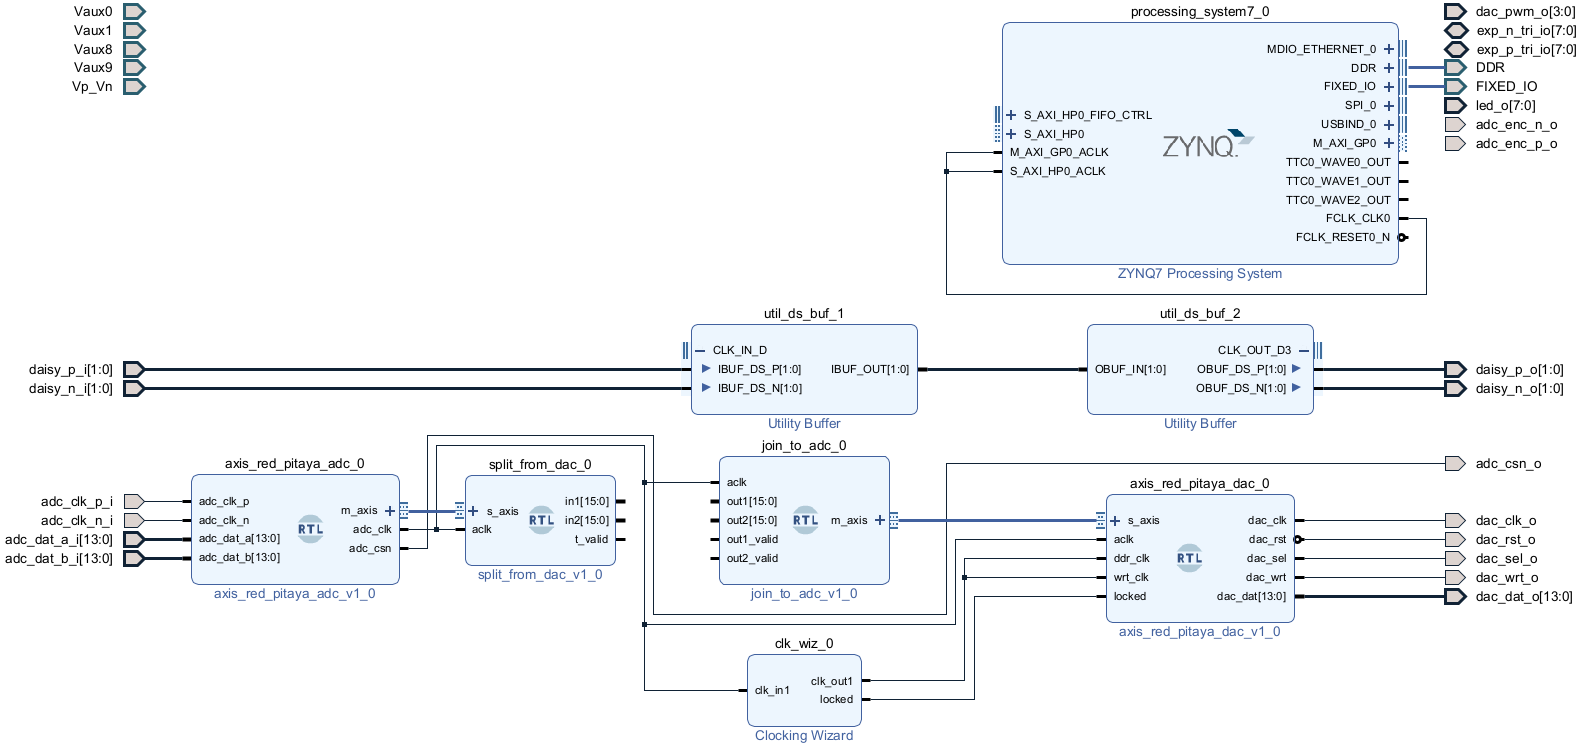 Vaux0
Vaux1
Vaux8
Vaux9
Vp_Vn
processing_system7_0
MDIO_ETHERNET_0
DDR
FIXED_IO
SPI_0
USBIND_0
M_AXI_GP0
TTC0_WAVE0_OUT
TTC0_WAVE1_OUT
TTC0_WAVE2_OUT
FCLK_CLK0
FCLK_RESET0_N
S_AXI_HP0_FIFO_CTRL
S_AXI_HP0
M_AXI_GP0_ACLK
S_AXI_HP0_ACLK
ZYNQ
ZYNQ7 Processing System
dac_pwm_o[3:0]
exp_n_tri_io[7:0]
exp_p_tri_io[7:0]
DDR
FIXED_IO
led_o[7:0]
adc_enc_n_o
adc_enc_p_o
daisy_p_i[1:0]
daisy_n_i[1:0]
util_ds_buf_1
CLK_IN_D
IBUF_DS_P[1:0]
IBUF_DS_N[1:0]
IBUF_OUT[1:0]
Utility Buffer
util_ds_buf_2
OBUF_IN[1:0]
CLK_OUT_D3
OBUF_DS_P[1:0]
OBUF_DS_N[1:0]
Utility Buffer
daisy_p_o[1:0]
daisy_n_o[1:0]
adc_clk_p_i
adc_clk_n_i
adc_dat_a_i[13:0]
adc_dat_b_i[13:0]
axis_red_pitaya_adc_0
adc_clk_p
adc_clk_n
adc_dat_a[13:0]
adc_dat_b[13:0]
RTL
m_axis
adc_clk
adc_csn
axis_red_pitaya_adc_v1_0
split_from_dac_0
s_axis
aclk
RTL
in1[15:0]
in2[15:0]
t_valid
split_from_dac_v1_0
join_to_adc_0
aclk
out1[15:0]
out2[15:0]
out1_valid
out2_valid
RTL
m_axis
join_to_adc_v1_0
clk_wiz_0
clk_in1
clk_out1
locked
Clocking Wizard
axis_red_pitaya_dac_0
s_axis
aclk
ddr_clk
wrt_clk
locked
RTL
dac_clk
dac_rst
dac_sel
dac_wrt
dac_dat[13:0]
axis_red_pitaya_dac_v1_0
adc_csn_o
dac_clk_o
dac_rst_o
dac_sel_o
dac_wrt_o
dac_dat_o[13:0]